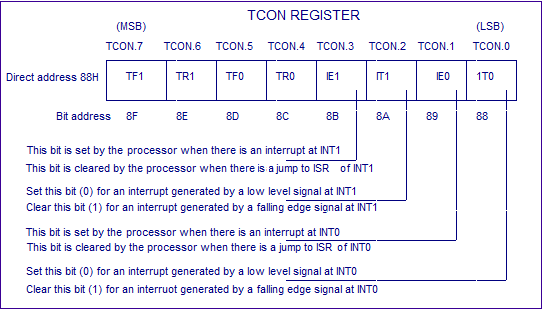 TCON REGISTER
(MSB) (LSB)
TCON.7 TCON.6 TCON.5 TCON.4 TCON.3 TCON.2 TCON.1 TCON.0
Direct address 88H TF1 TR1 TF0 TR0 IE1 IT1 IE0 1T0
Bit address 8F 8E 8D 8C 8B 8A 89 88
This bit is set by the processor when there is an interrupt at INT1
This bit is cleared by the processor when there is a jump to ISR of INT1
Set this bit (0) for an interrupt generated by a low level signal at INT1
Clear this bit (1) for an interrupt generated by a falling edge signal at INT1
This bit is set by the processor when there is an interrupt at INT0
This bit is cleared by the processor when there is a jump to ISR of INT0
Set this bit (0) for an interrupt generated by a low level signal at INT0
Clear this bit (1) for an interruot generated by a falling edge signal at INT0